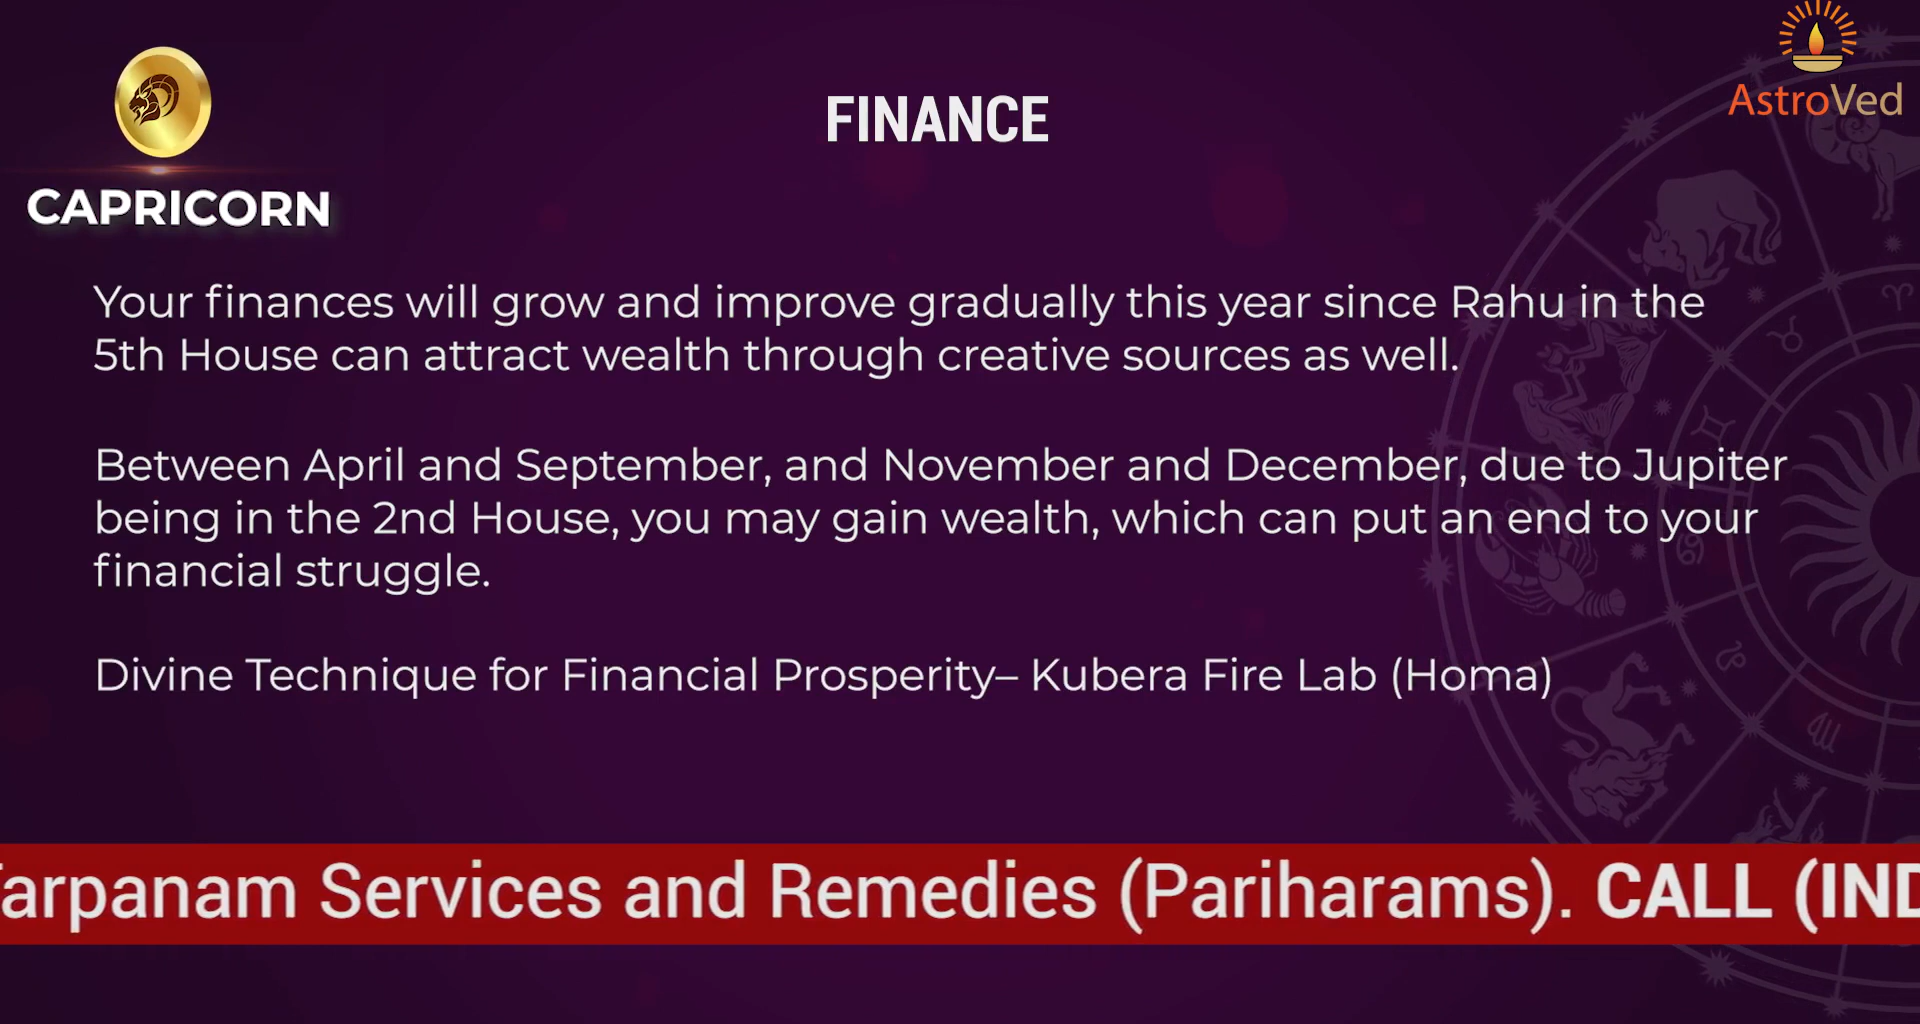 AstroVed
FINANCE
CAPRICORN
Your finances will grow and improve gradually this year since Rahu in the
5th House can attract wealth through creative sources as well.
Between April and September, and November and December, due to Jupiter
being in the 2nd House, you may gain wealth, which can put an end to your
financial struggle.
Divine Technique for Financial Prosperity– Kubera Fire Lab (Homa)
Tarpanam Services and Remedies (Pariharams). CALL (IND